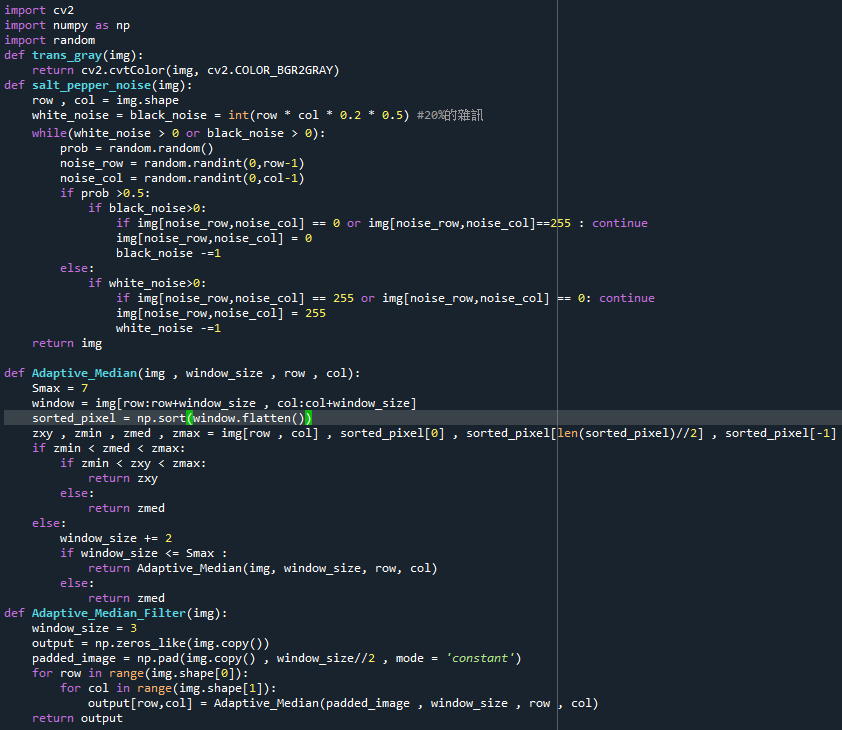 import cv2
import numpy as np
import random
def trans_gray(img):
    return cv2.cvtColor(img, cv2.COLOR_BGR2GRAY)
def salt_pepper_noise(img):
    row , col = img.shape
    white_noise = black_noise = int(row * col * 0.2 * 0.5) #20%的雜訊
    while(white_noise > 0 or black_noise > 0):
        prob = random.random()
        noise_row = random.randint(0,row-1)
        noise_col = random.randint(0,col-1)
        if prob >0.5:
            if black_noise>0:
                if img[noise_row,noise_col] == 0 or img[noise_row,noise_col]==255 : continue
                img[noise_row,noise_col] = 0
                black_noise -=1
        else:
            if white_noise>0:
                if img[noise_row,noise_col] == 255 or img[noise_row,noise_col] == 0: continue
                img[noise_row,noise_col] = 255
                white_noise -=1
    return img

def Adaptive_Median(img , window_size , row , col):
    Smax = 7
    window = img[row:row+window_size , col:col+window_size]
    sorted_pixel = np.sort(window.flatten())
    zxy , zmin , zmed , zmax = img[row , col] , sorted_pixel[0] , sorted_pixel[len(sorted_pixel)//2] , sorted_pixel[-1]
    if zmin < zmed < zmax:
        if zmin < zxy < zmax:
            return zxy
        else:
            return zmed
    else:
        window_size += 2
        if window_size <= Smax :
            return Adaptive_Median(img, window_size, row, col)
        else:
            return zmed
def Adaptive_Median_Filter(img):
    window_size = 3
    output = np.zeros_like(img.copy())
    padded_image = np.pad(img.copy() , window_size//2 , mode = 'constant')
    for row in range(img.shape[0]):
        for col in range(img.shape[1]):
            output[row,col] = Adaptive_Median(padded_image , window_size , row , col)
    return output